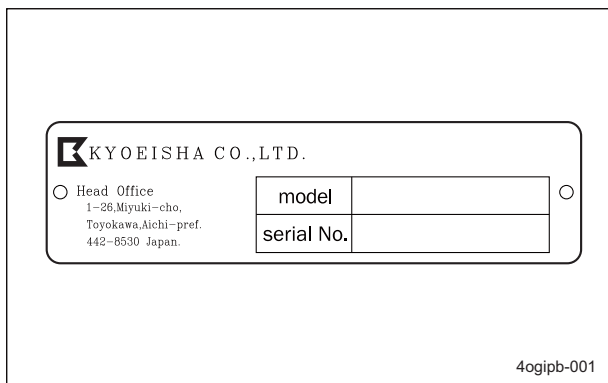 KYOEISHA CO.,LTD.
Head Office
1-26,Miyuki-cho,
Toyokawa,Aichi-pref.
442-8530 Japan.
model
serial No.
4ogipb-001